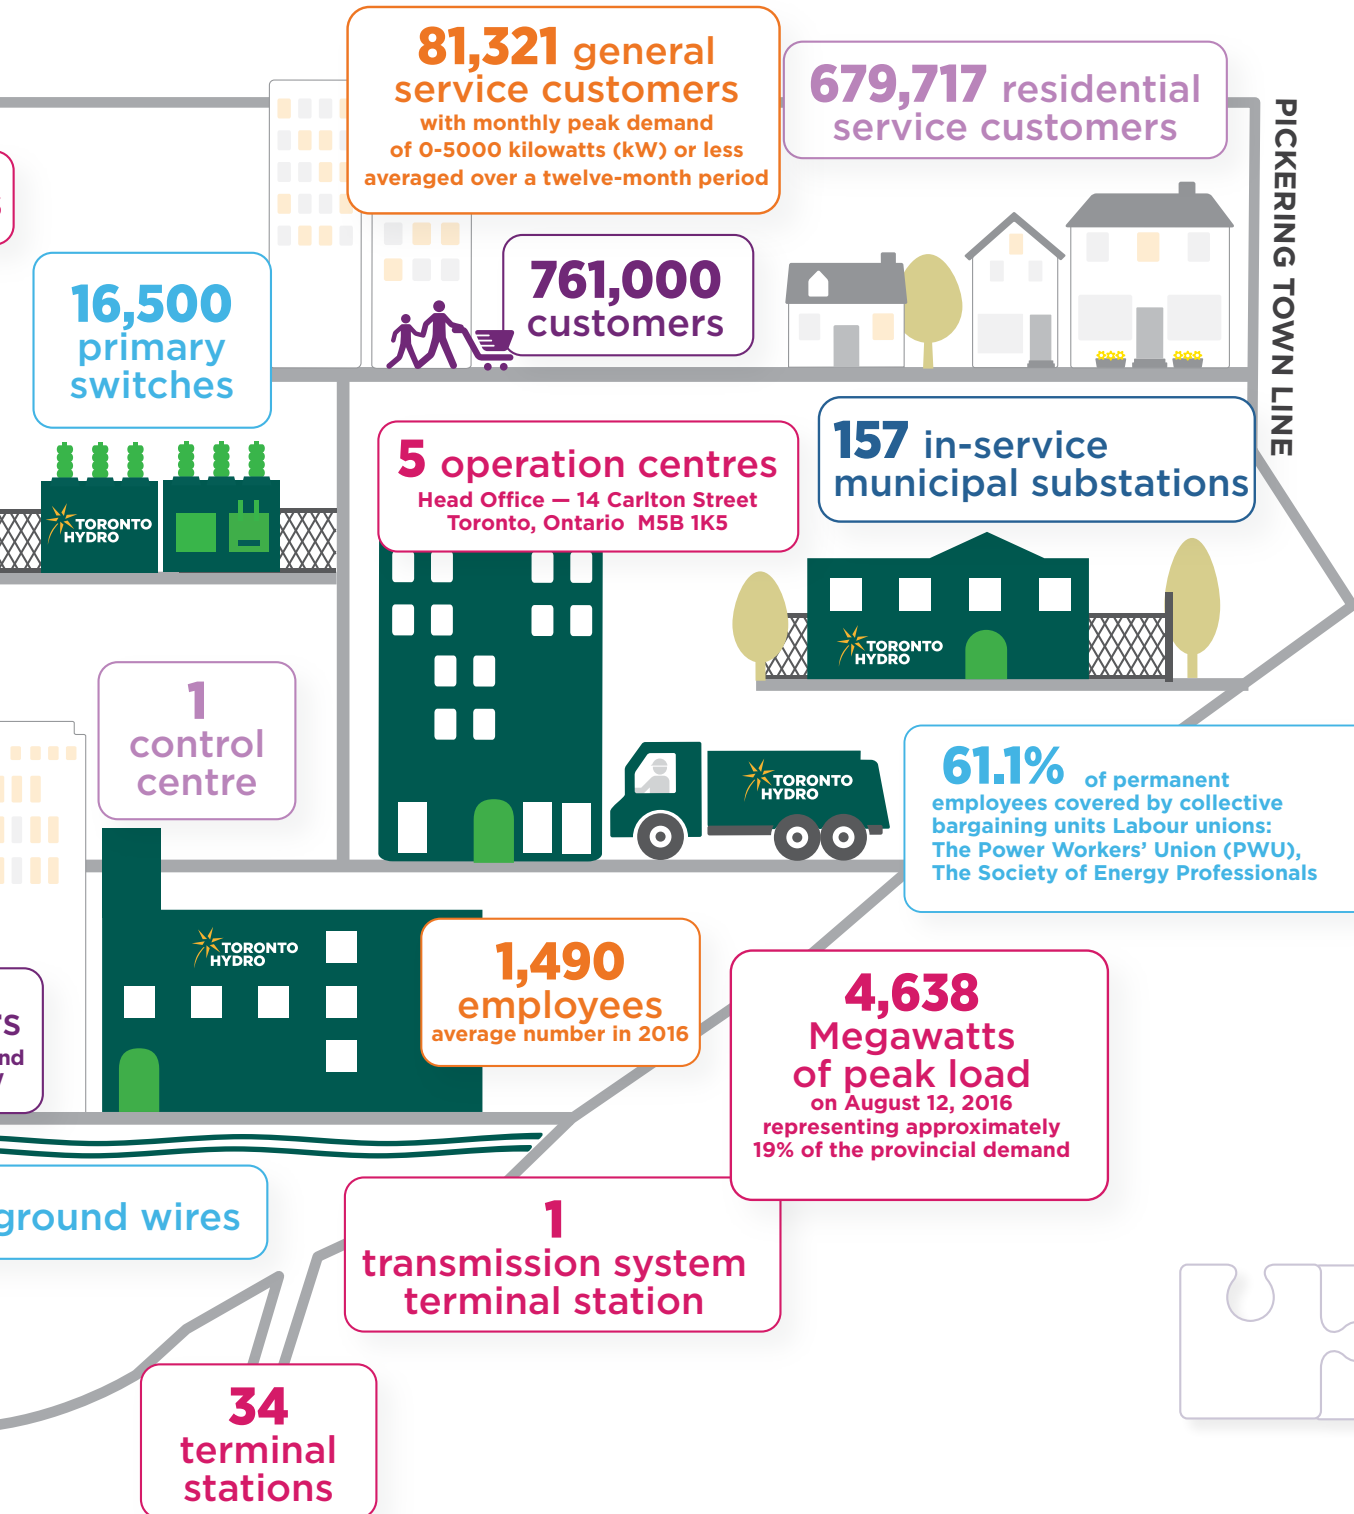 81,321 general
service customers
with monthly peak demand
of 0-5000 kilowatts (kW) or less
averaged over a twelve-month period
679,717 residential
service customers
PICKERING TOWN LINE
16,500
primary
switches
761,000
customers
5 operation centres
Head Office — 14 Carlton Street
Toronto, Ontario M5B 1K5
157 in-service
municipal substations
TORONTO
HYDRO
TORONTO
HYDRO
1
control
centre
TORONTO
HYDRO
61.1% of permanent
employees covered by collective
bargaining units Labour unions:
The Power Workers' Union (PWU),
The Society of Energy Professionals
TORONTO
HYDRO
1,490
employees
average number in 2016
4,638
Megawatts
of peak load
on August 12, 2016
representing approximately
19% of the provincial demand
ground wires
1
transmission system
terminal station
34
terminal
stations